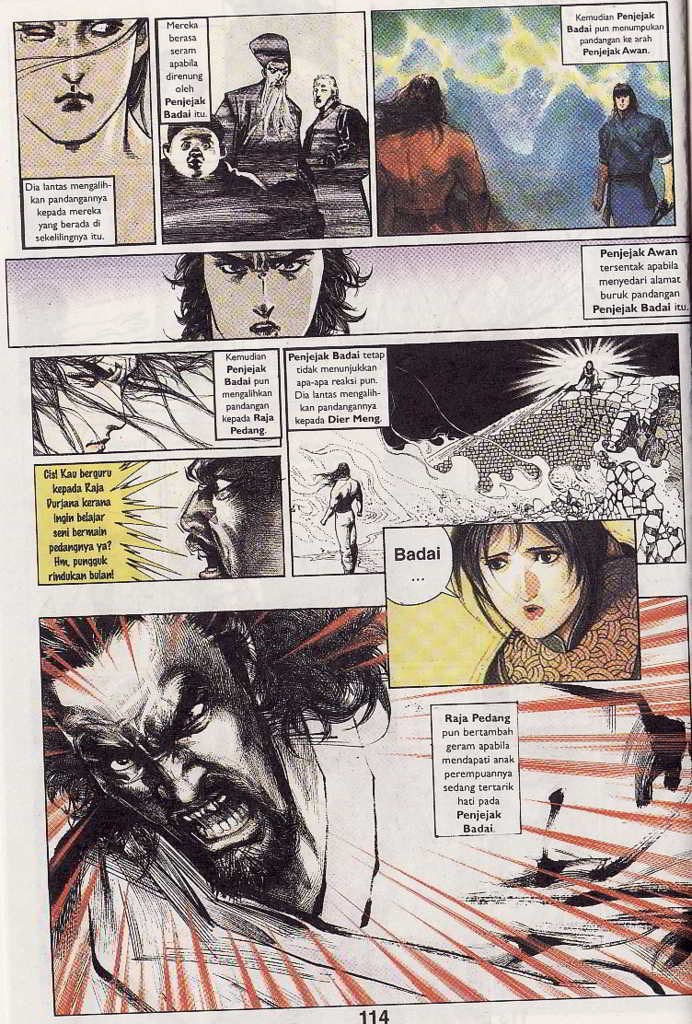 Dia lantas mengalih-
kan pandangannya
kepada mereka
yang berada di
sekelilingnya itu.
Mereka
berasa
seram
apabila
direnung
oleh
Penjejak
Badai itu.
Kemudian Penjejak
Badai pun menumpukan
pandangan ke arah
Penjejak Awan.
Penjejak Awan
tersentak apabila
menyedari alamat
buruk pandangan
Penjejak Badai itu.
Kemudian
Penjejak
Badai pun
mengalihkan
pandangan
kepada Raja
Pedang.
Cis! Kau berguru
kepada Raja
Durjana kerana
ingin belajar
seni bermain
pedangnya ya?
Hm, pungguk
rindukan bulan!
Penjejak Badai tetap
tidak menunjukkan
apa-apa reaksi pun.
Dia lantas mengalih-
kan pandangannya
kepada Dier Meng.
Badai
...
Raja Pedang
pun bertambah
geram apabila
mendapati anak
perempuannya
sedang tertarik
hati pada
Penjejak
Badai.
114